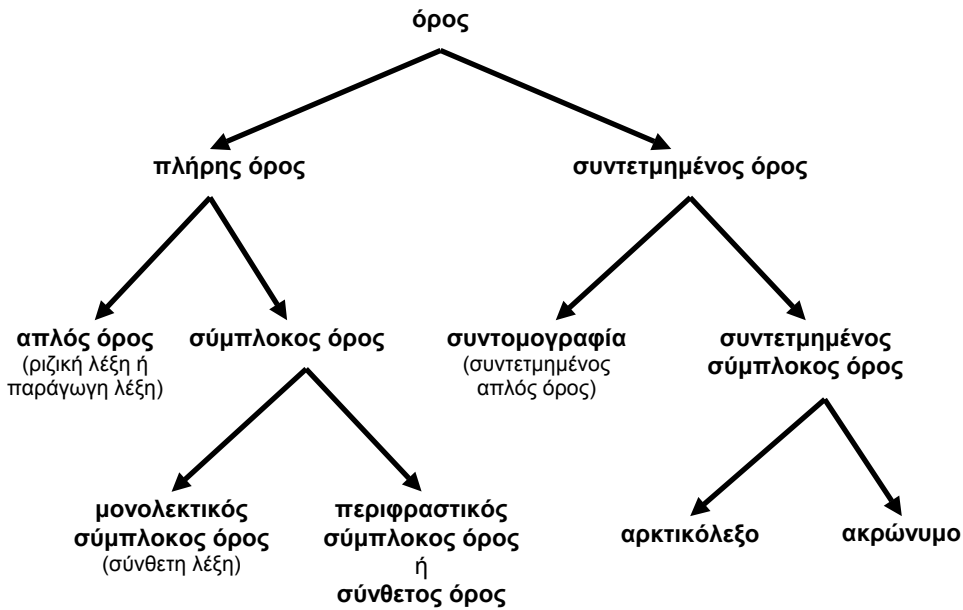 όρος
πλήρης όρος
συντετμημένος όρος
απλός όρος
(ριζική λέξη ή
παράγωγη λέξη)
σύμπλοκος όρος
συντομογραφία
(συντετμημένος
απλός όρος)
συντετμημένος
σύμπλοκος όρος
μονολεκτικός
σύμπλοκος όρος
(σύνθετη λέξη)
περιφραστικός
σύμπλοκος όρος
ή
σύνθετος όρος
αρκτικόλεξο
ακρώνυμο